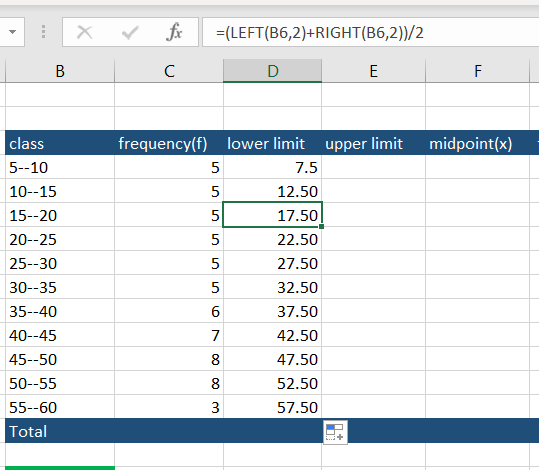 fx =(LEFT(B6,2)+RIGHT(B6,2))/2
B C D E F
class frequency(f) lower limit upper limit midpoint(x)
5--10 5 7.5
10--15 5 12.50
15--20 5 17.50
20--25 5 22.50
25--30 5 27.50
30--35 5 32.50
35--40 6 37.50
40--45 7 42.50
45--50 8 47.50
50--55 8 52.50
55--60 3 57.50
Total